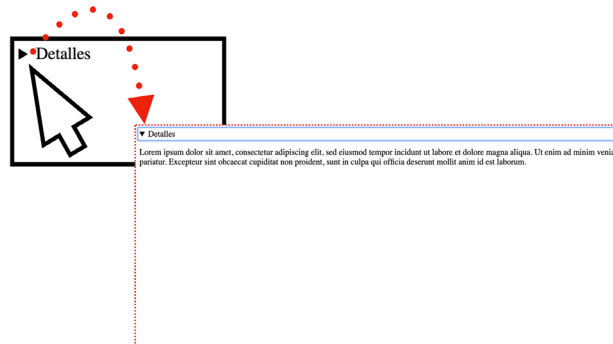 Detalles
Detalles
Lorem ipsum dolor sit amet, consectetur adipiscing elit, sed eiusmod tempor incidunt ut labore et dolore magna aliqua. Ut enim ad minim
pariatur. Excepteur sint obcaecat cupiditat non proident, sunt in culpa qui officia deserunt mollit anim id est laborum.